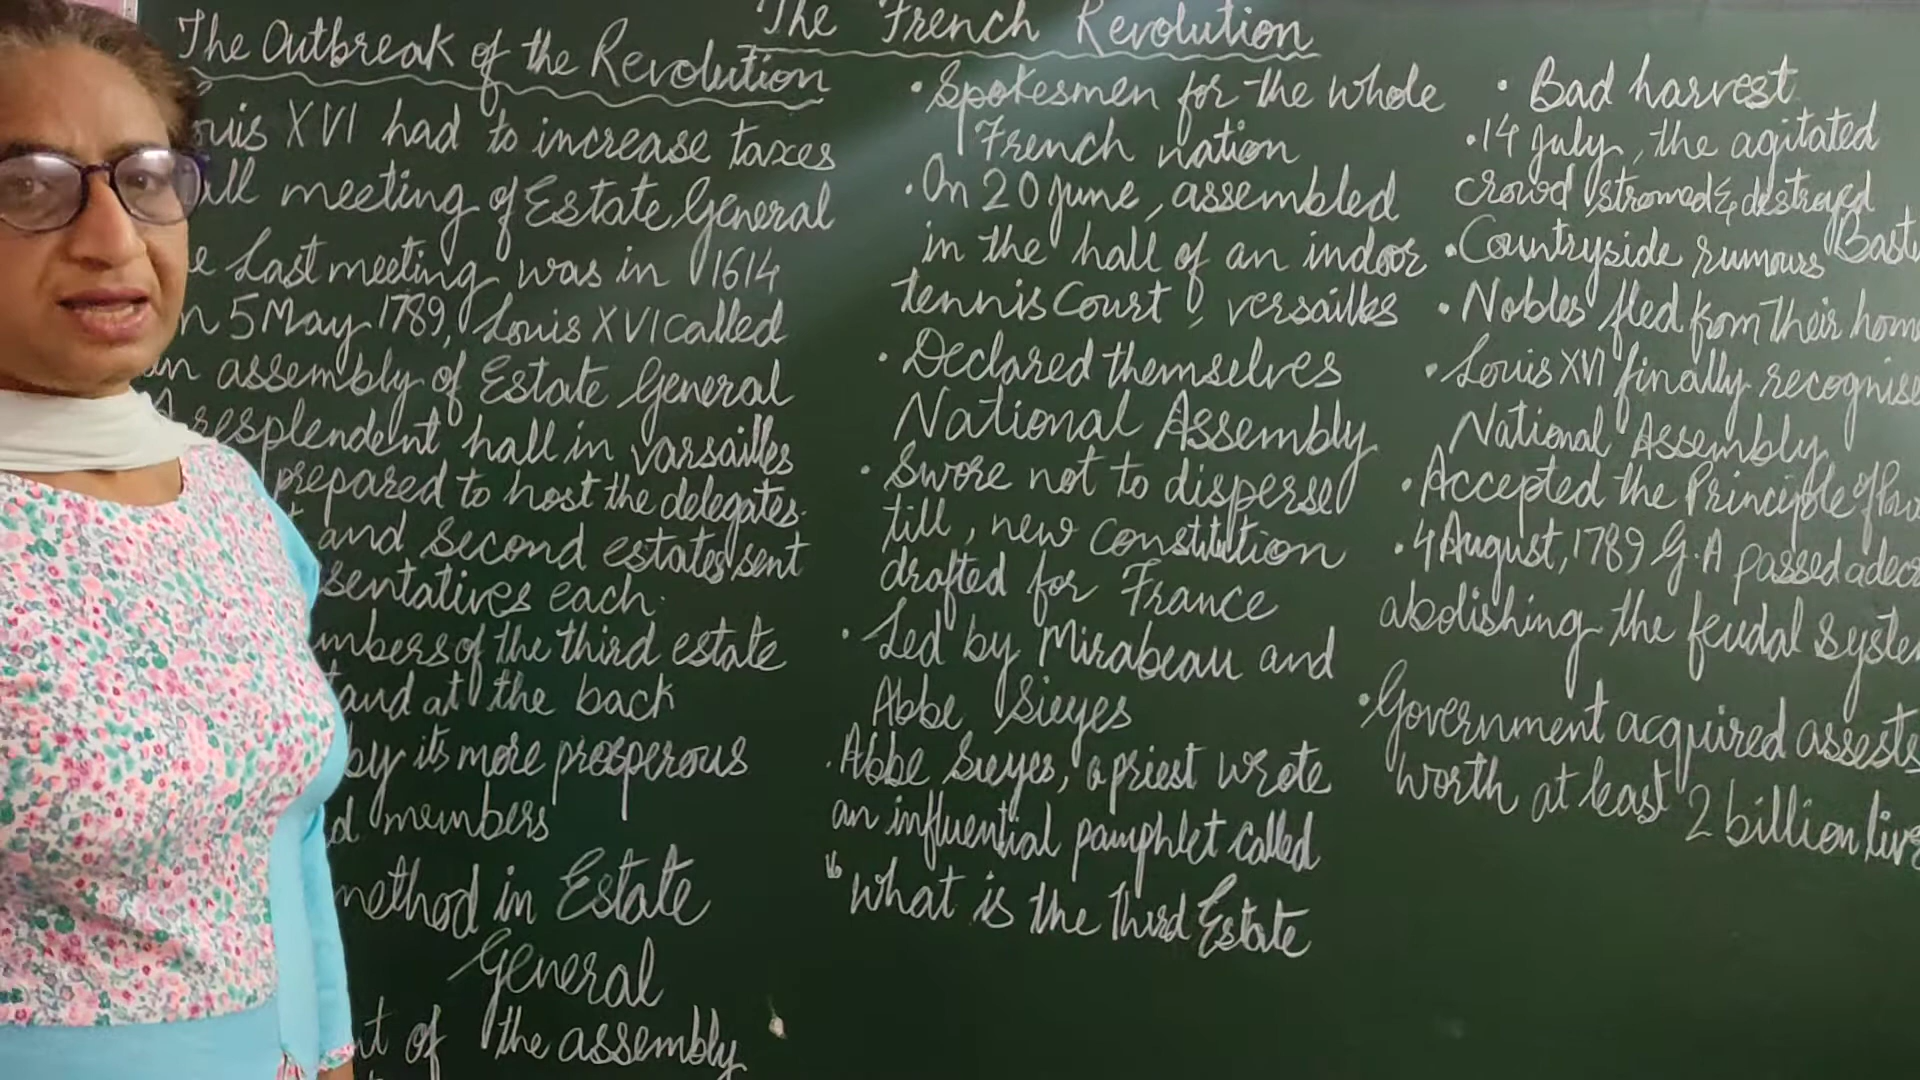 The French Revolution
The Outbreak of the Revolution
ouis XVI had to increase taxes
all meeting of Estate General
e Last meeting was in 1614
n 5 May 1789, Louis XVI called
an assembly of Estate General
A resplendent hall in varsailles
prepared to host the delegates.
and second estates sent
sentatives each.
mbers of the third estate
tand at the back
by its more prosperous
d members
method in Estate
General
nt of the assembly
• Spokesmen for the whole
French nation
• On 20 June, assembled
in the hall of an indoor
tennis Court, versailles
• Declared themselves
National Assembly
• Swore not to disperse
till, new constitution
drafted for France
• Led by Mirabeau and
Abbe Sieyes
. Abbe Sieyes, a priest wrote
an influential pamphlet called
"what is the third Estate
• Bad harvest
• 14 July, the agitated
crowd stromed & destroyed
Bast
• Countryside rumours
• Nobles fled from their hom
• Louis XVI finally recognise
National Assembly
• Accepted the Principle of
• 4 August, 1789 G.A passed a decr
abolishing the feudal syste
• Government acquired assests
worth at least 2 billion liv